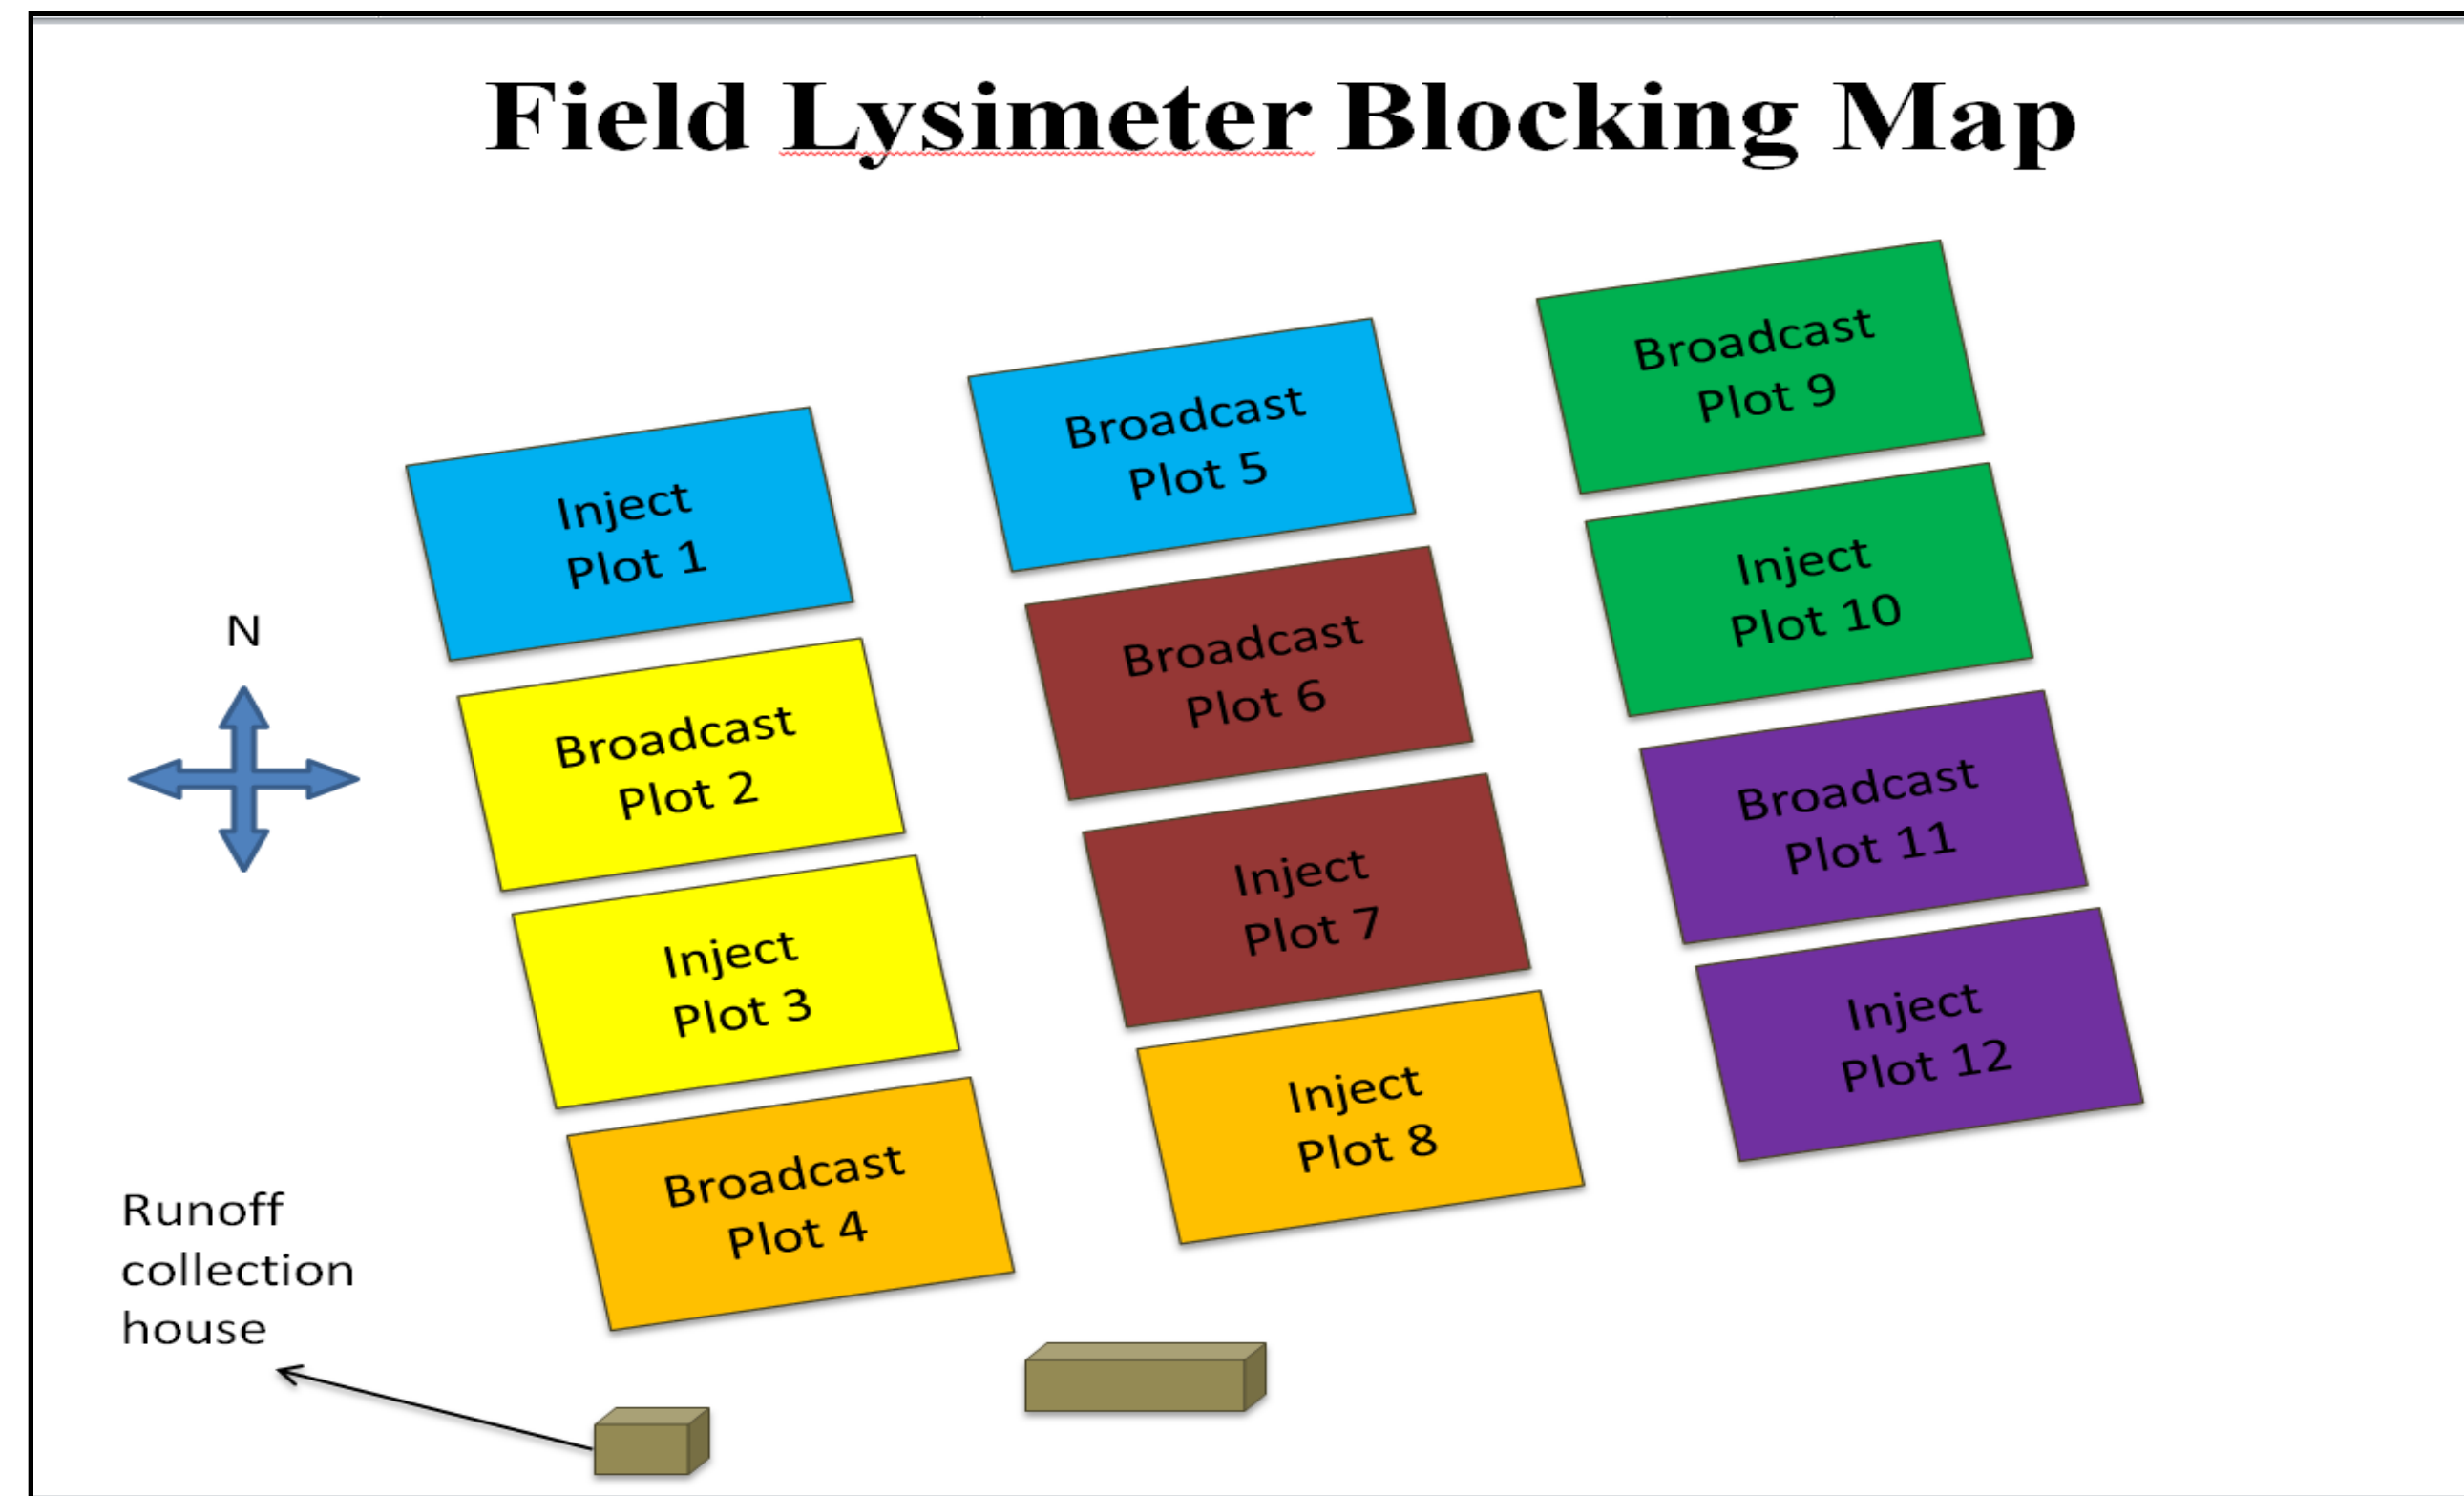 Field Lysimeter Blocking Map
Inject
Plot 1
Broadcast
Plot 2
Inject
Plot 3
Broadcast
Plot 4
Broadcast
Plot 5
Broadcast
Plot 6
Inject
Plot 7
Inject
Plot 8
Broadcast
Plot 9
Inject
Plot 10
Broadcast
Plot 11
Inject
Plot 12
N
Runoff
collection
house